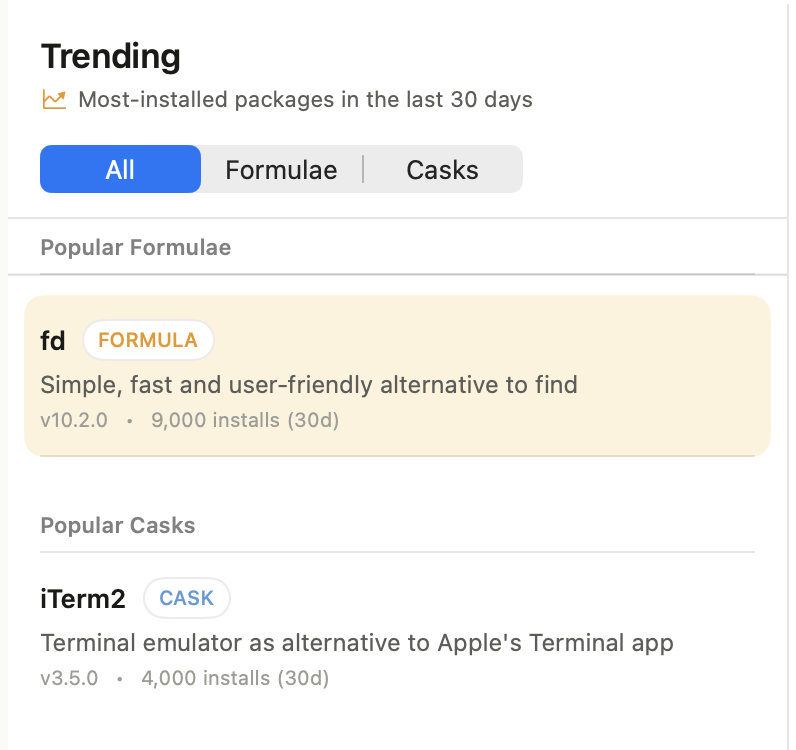 Trending
Most-installed packages in the last 30 days
All Formulae Casks
Popular Formulae
fd FORMULA
Simple, fast and user-friendly alternative to find
v10.2.0 • 9,000 installs (30d)
Popular Casks
iTerm2 CASK
Terminal emulator as alternative to Apple's Terminal app
v3.5.0 • 4,000 installs (30d)